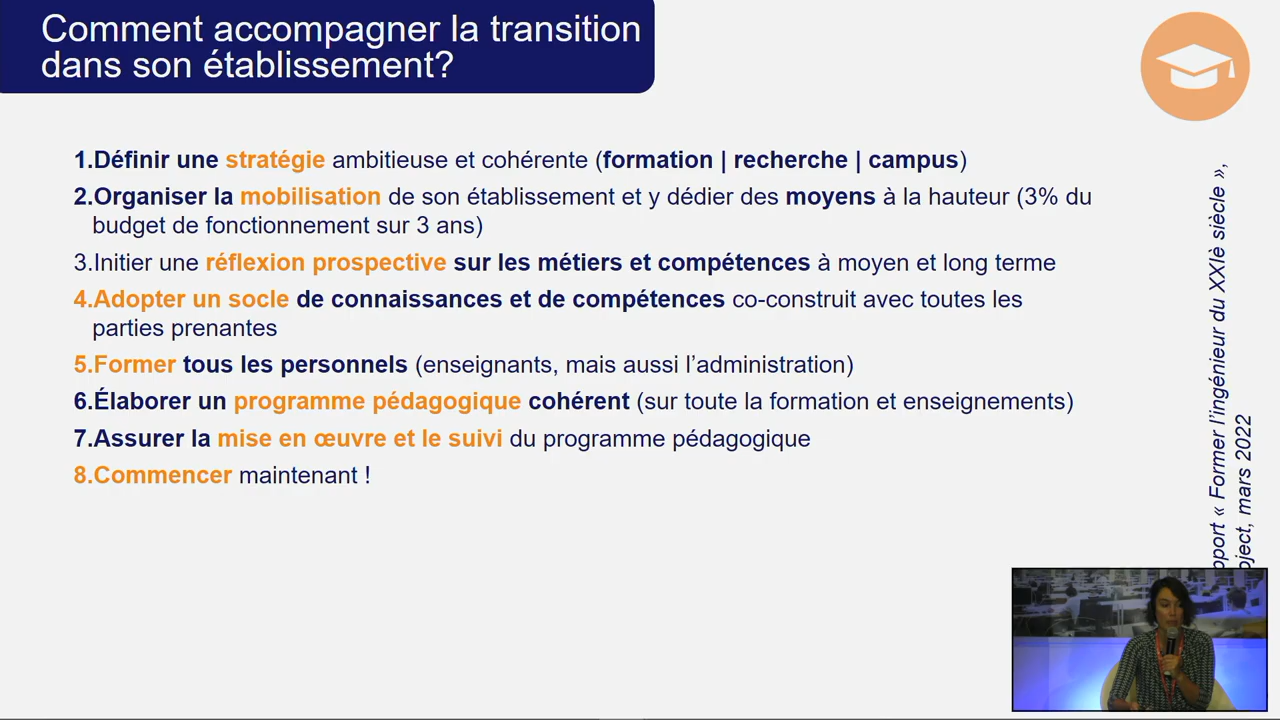 Comment accompagner la transition
dans son établissement?
1.Définir une stratégie ambitieuse et cohérente (formation | recherche | campus)
2.Organiser la mobilisation de son établissement et y dédier des moyens à la hauteur (3% du
budget de fonctionnement sur 3 ans)
3.Initier une réflexion prospective sur les métiers et compétences à moyen et long terme
4.Adopter un socle de connaissances et de compétences co-construit avec toutes les
parties prenantes
5.Former tous les personnels (enseignants, mais aussi l’administration)
6.Élaborer un programme pédagogique cohérent (sur toute la formation et enseignements)
7.Assurer la mise en œuvre et le suivi du programme pédagogique
8.Commencer maintenant !
« Former l’ingénieur du XXIè siècle »,
mars 2022